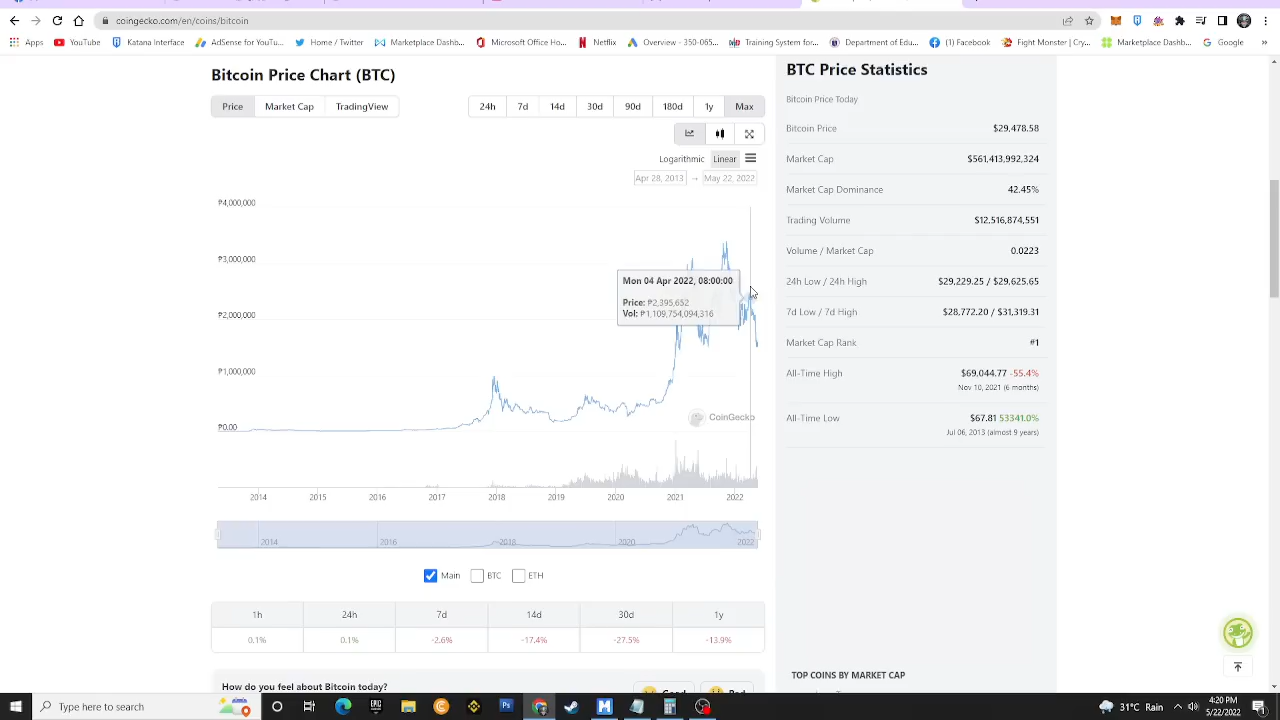 coingecko.com/en/coins/bitcoin
Apps YouTube Katana Interface AdSense for YouTu... Home / Twitter Marketplace Dashb... Microsoft Office Ho... Netflix Overview - 350-065... Training System for... Department of Edu... (1) Facebook Fight Monster | Cry... Marketplace Dashb... Google »
Bitcoin Price Chart (BTC)
Price Market Cap TradingView
24h 7d 14d 30d 90d 180d 1y Max
Logarithmic Linear
Apr 28, 2013 → May 22, 2022
₱4,000,000
₱3,000,000
₱2,000,000
₱1,000,000
₱0.00
Mon 04 Apr 2022, 08:00:00
Price: ₱2,395,652
Vol: ₱1,109,754,094,316
CoinGecko
2014 2015 2016 2017 2018 2019 2020 2021 2022
2014 2016 2018 2020 2022
Main BTC ETH
1h 24h 7d 14d 30d 1y
0.1% 0.1% -2.6% -17.4% -27.5% -13.9%
How do you feel about Bitcoin today?
Good Bad
BTC Price Statistics
Bitcoin Price Today
Bitcoin Price $29,478.58
Market Cap $561,413,992,324
Market Cap Dominance 42.45%
Trading Volume $12,516,874,551
Volume / Market Cap 0.0223
24h Low / 24h High $29,229.25 / $29,625.65
7d Low / 7d High $28,772.20 / $31,319.31
Market Cap Rank #1
All-Time High $69,044.77 -55.4%
Nov 10, 2021 (6 months)
All-Time Low $67.81 53341.0%
Jul 06, 2013 (almost 9 years)
TOP COINS BY MARKET CAP
Type here to search
31°C Rain
4:20 PM
5/22/2022